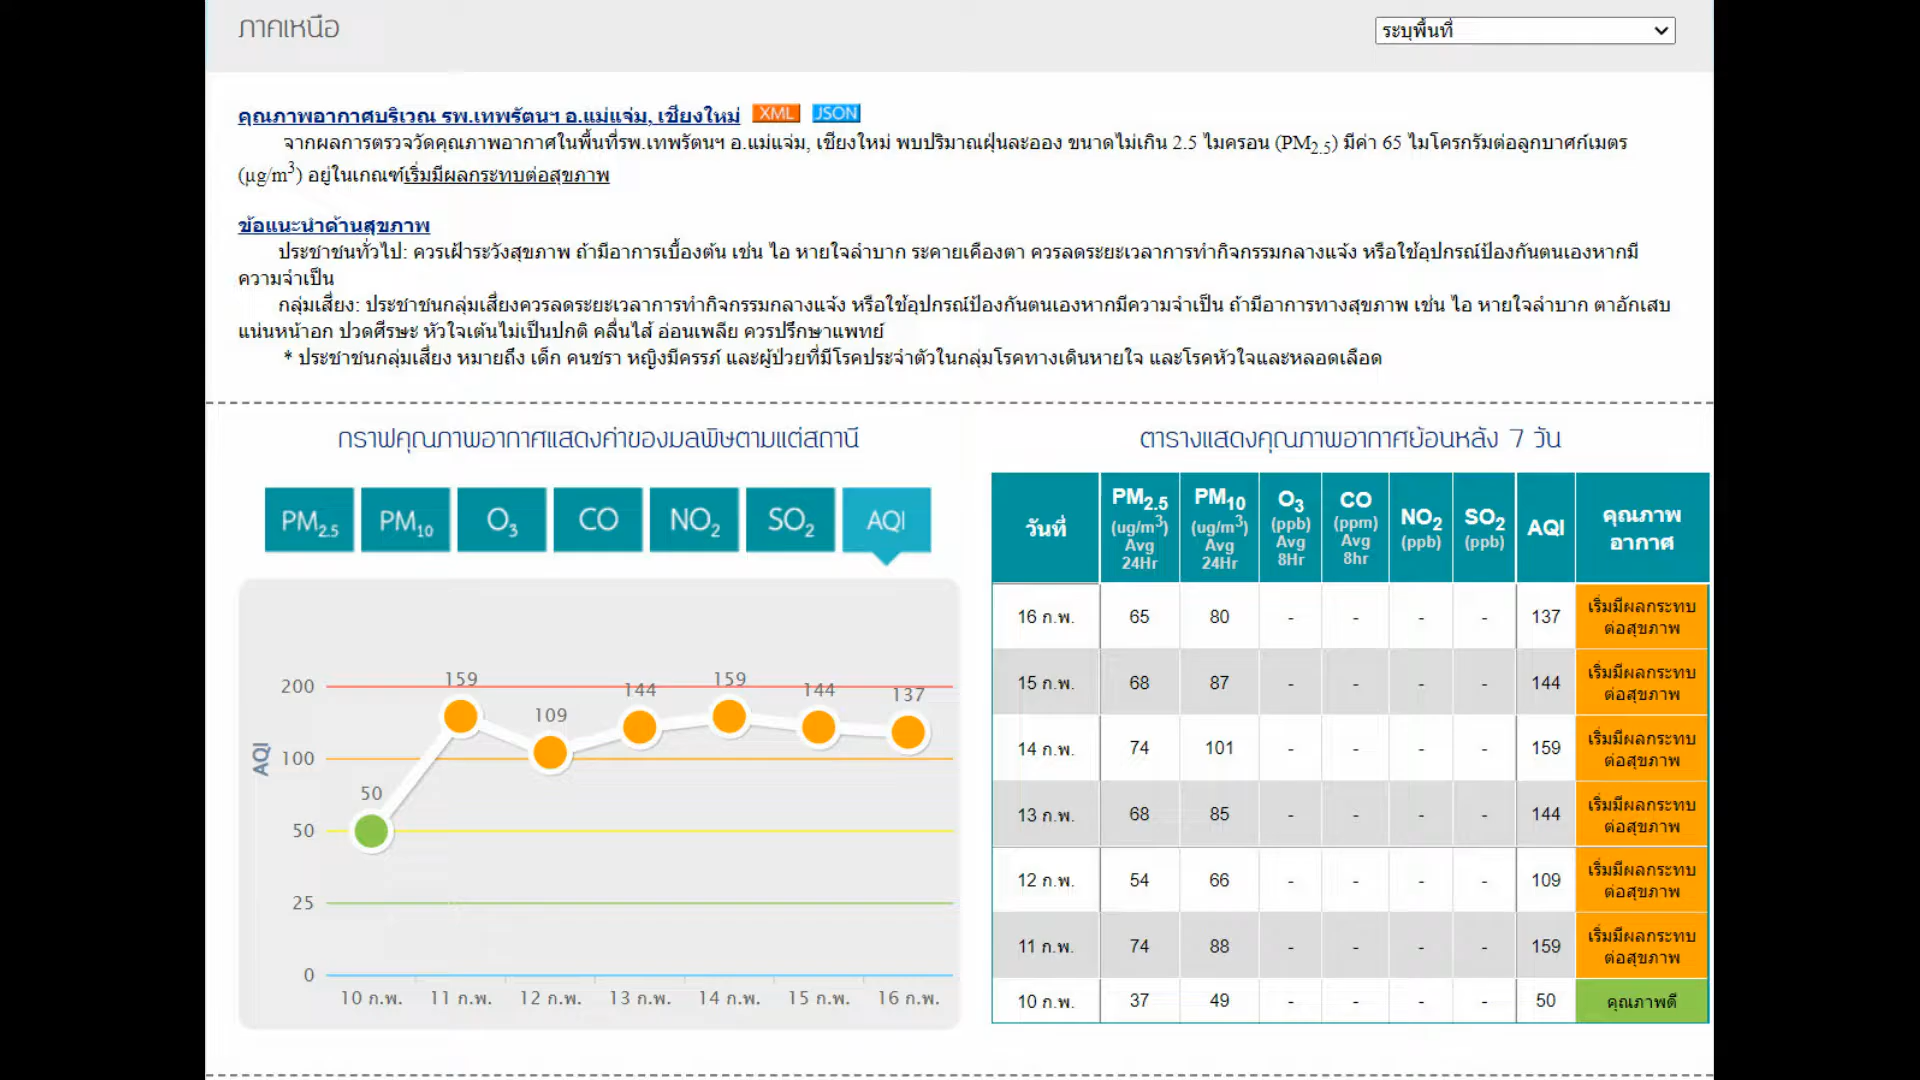 ภาคเหนือ
ระบุพื้นที่
คุณภาพอากาศบริเวณ รพ.เทพรัตนฯ อ.แม่แจ่ม, เชียงใหม่ XML JSON
จากผลการตรวจวัดคุณภาพอากาศในพื้นที่รพ.เทพรัตนฯ อ.แม่แจ่ม, เชียงใหม่ พบปริมาณฝุ่นละออง ขนาดไม่เกิน 2.5 ไมครอน (PM2.5) มีค่า 65 ไมโครกรัมต่อลูกบาศก์เมตร
(µg/m3) อยู่ในเกณฑ์เริ่มมีผลกระทบต่อสุขภาพ
ข้อแนะนำด้านสุขภาพ
ประชาชนทั่วไป: ควรเฝ้าระวังสุขภาพ ถ้ามีอาการเบื้องต้น เช่น ไอ หายใจลำบาก ระคายเคืองตา ควรลดระยะเวลาการทำกิจกรรมกลางแจ้ง หรือใช้อุปกรณ์ป้องกันตนเองหากมี
ความจำเป็น
กลุ่มเสี่ยง: ประชาชนกลุ่มเสี่ยงควรลดระยะเวลาการทำกิจกรรมกลางแจ้ง หรือใช้อุปกรณ์ป้องกันตนเองหากมีความจำเป็น ถ้ามีอาการทางสุขภาพ เช่น ไอ หายใจลำบาก ตาอักเสบ
แน่นหน้าอก ปวดศีรษะ หัวใจเต้นไม่เป็นปกติ คลื่นไส้ อ่อนเพลีย ควรปรึกษาแพทย์
* ประชาชนกลุ่มเสี่ยง หมายถึง เด็ก คนชรา หญิงมีครรภ์ และผู้ป่วยที่มีโรคประจำตัวในกลุ่มโรคทางเดินหายใจ และโรคหัวใจและหลอดเลือด
กราฟคุณภาพอากาศแสดงค่าของมลพิษตามแต่สถานี
PM2.5 PM10 O3 CO NO2 SO2 AQI
AQI
200
100
50
25
0
50 159 109 144 159 144 137
10 ก.พ. 11 ก.พ. 12 ก.พ. 13 ก.พ. 14 ก.พ. 15 ก.พ. 16 ก.พ.
ตารางแสดงคุณภาพอากาศย้อนหลัง 7 วัน
วันที่ PM2.5 (ug/m3) Avg 24Hr PM10 (ug/m3) Avg 24Hr O3 (ppb) Avg 8Hr CO (ppm) Avg 8hr NO2 (ppb) SO2 (ppb) AQI คุณภาพอากาศ
16 ก.พ. 65 80 - - - - 137 เริ่มมีผลกระทบต่อสุขภาพ
15 ก.พ. 68 87 - - - - 144 เริ่มมีผลกระทบต่อสุขภาพ
14 ก.พ. 74 101 - - - - 159 เริ่มมีผลกระทบต่อสุขภาพ
13 ก.พ. 68 85 - - - - 144 เริ่มมีผลกระทบต่อสุขภาพ
12 ก.พ. 54 66 - - - - 109 เริ่มมีผลกระทบต่อสุขภาพ
11 ก.พ. 74 88 - - - - 159 เริ่มมีผลกระทบต่อสุขภาพ
10 ก.พ. 37 49 - - - - 50 คุณภาพดี